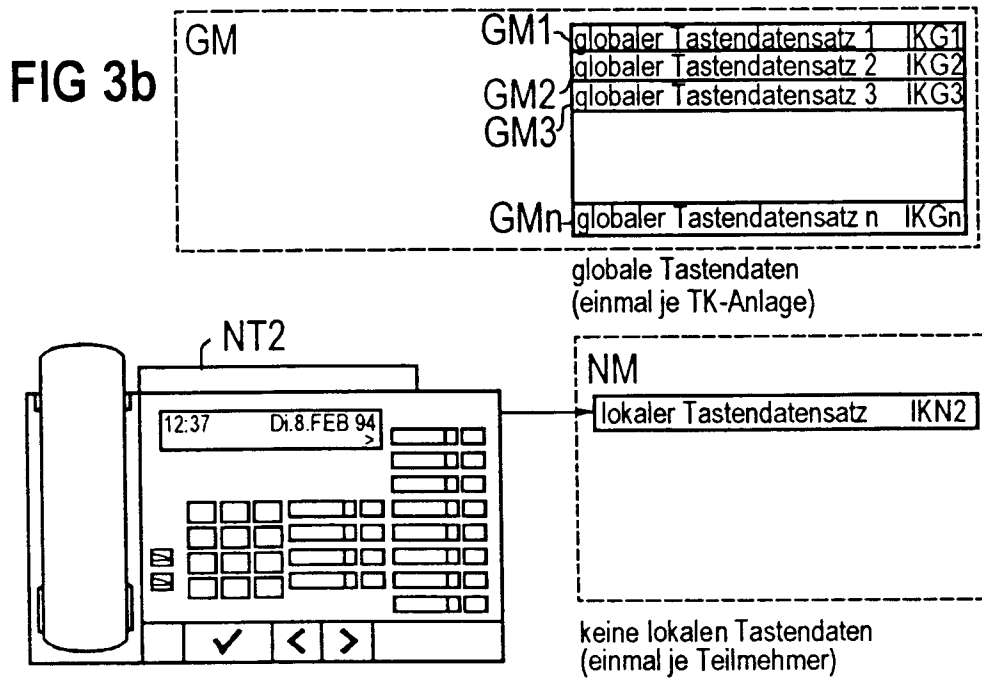 FIG 3b
GM
GM1 globaler Tastendatensatz 1 IKG1
GM2 globaler Tastendatensatz 2 IKG2
GM3 globaler Tastendatensatz 3 IKG3
GMn globaler Tastendatensatz n IKGn
globale Tastendaten
(einmal je TK-Anlage)
NT2
12:37 Di.8.FEB 94
>
< >
NM
lokaler Tastendatensatz IKN2
keine lokalen Tastendaten
(einmal je Teilmehmer)